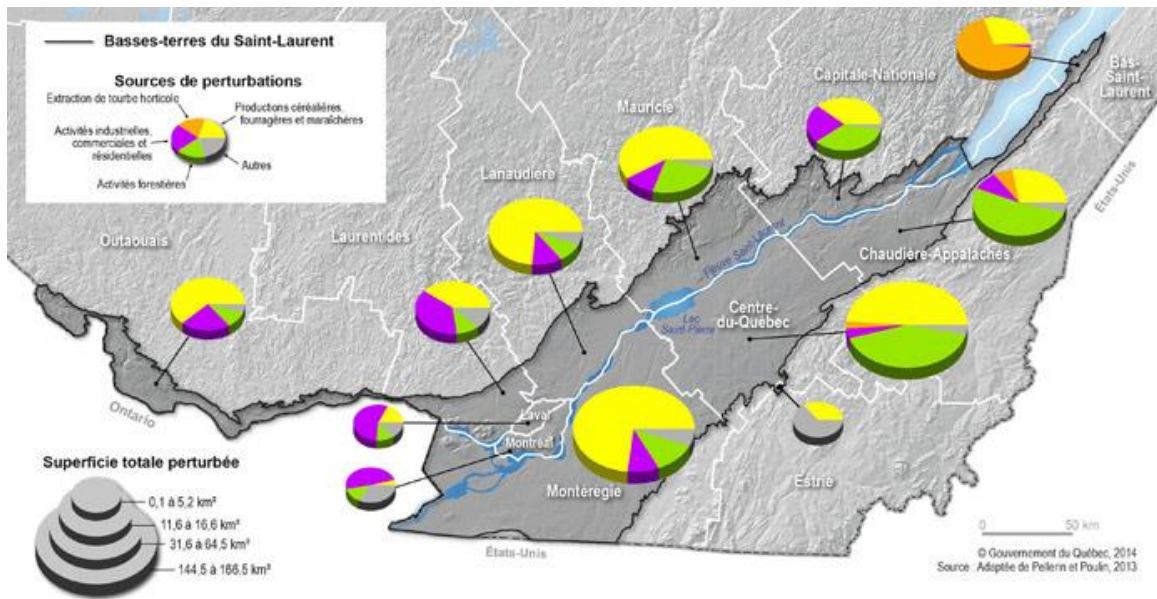 Basses-terres du Saint-Laurent
Sources de perturbations
Extraction de tourbe horticole
Productions céréalières,
fourragères et maraîchères
Activités industrielles,
commerciales et
résidentielles
Autres
Activités forestières
Bas-
Saint-
Laurent
Capitale-Nationale
Mauricie
Lanaudière
Laurentides
Outaouais
États-Unis
Chaudière-Appalaches
Fleuve Saint-Laurent
Lac
Saint-Pierre
Centre-
du-Québec
Ontario
Laval
Montréal
Montérégie
Estrie
États-Unis
Superficie totale perturbée
0,1 à 5,2 km²
11,6 à 16,6 km²
31,6 à 64,5 km²
144,5 à 166,5 km²
0 50 km
© Gouvernement du Québec, 2014
Source : Adaptée de Pellerin et Poulin, 2013